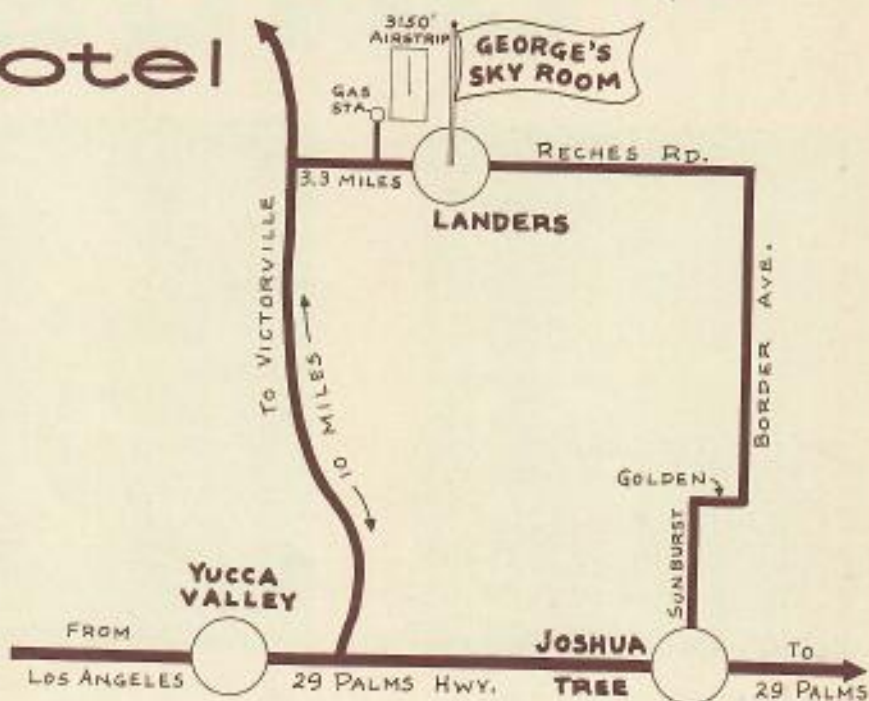 otel
3150'
AIRSTRIP
GEORGE'S
SKY ROOM
GAS
STA.
RECHES RD.
3.3 MILES
LANDERS
TO VICTORVILLE
10 MILES
BORDER AVE.
GOLDEN
SUNBURST
YUCCA
VALLEY
FROM
LOS ANGELES
29 PALMS HWY.
JOSHUA
TREE
TO
29 PALMS